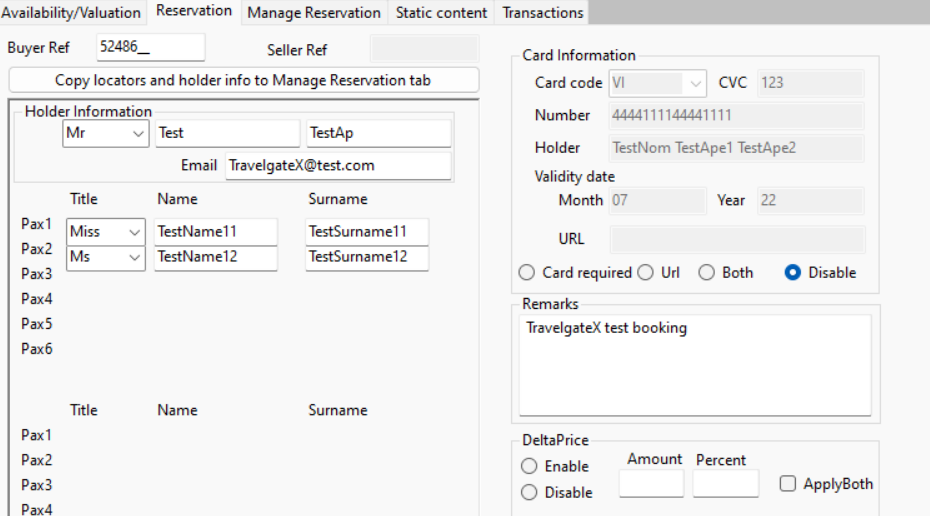 Availability/Valuation Reservation Manage Reservation Static content Transactions
Buyer Ref 52486__ Seller Ref
Copy locators and holder info to Manage Reservation tab
Holder Information
Mr Test TestAp
Email TravelgateX@test.com
Title Name Surname
Pax1 Miss TestName11 TestSurname11
Pax2 Ms TestName12 TestSurname12
Pax3
Pax4
Pax5
Pax6
Title Name Surname
Pax1
Pax2
Pax3
Pax4
Card Information
Card code VI CVC 123
Number 4444111144441111
Holder TestNom TestApe1 TestApe2
Validity date
Month 07 Year 22
URL
Card required Url Both Disable
Remarks
TravelgateX test booking
DeltaPrice
Enable Amount Percent
Disable ApplyBoth